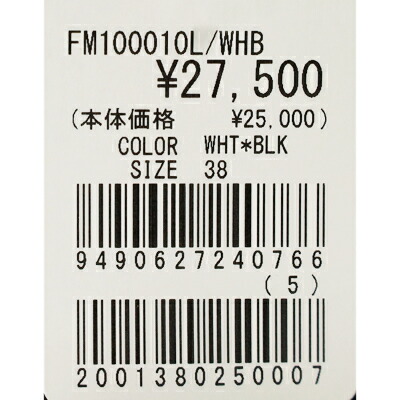 FM100010L/WHB
¥27,500
(本体価格 ¥25,000)
COLOR WHT*BLK
SIZE 38
9490627240766
(5)
2001380250007